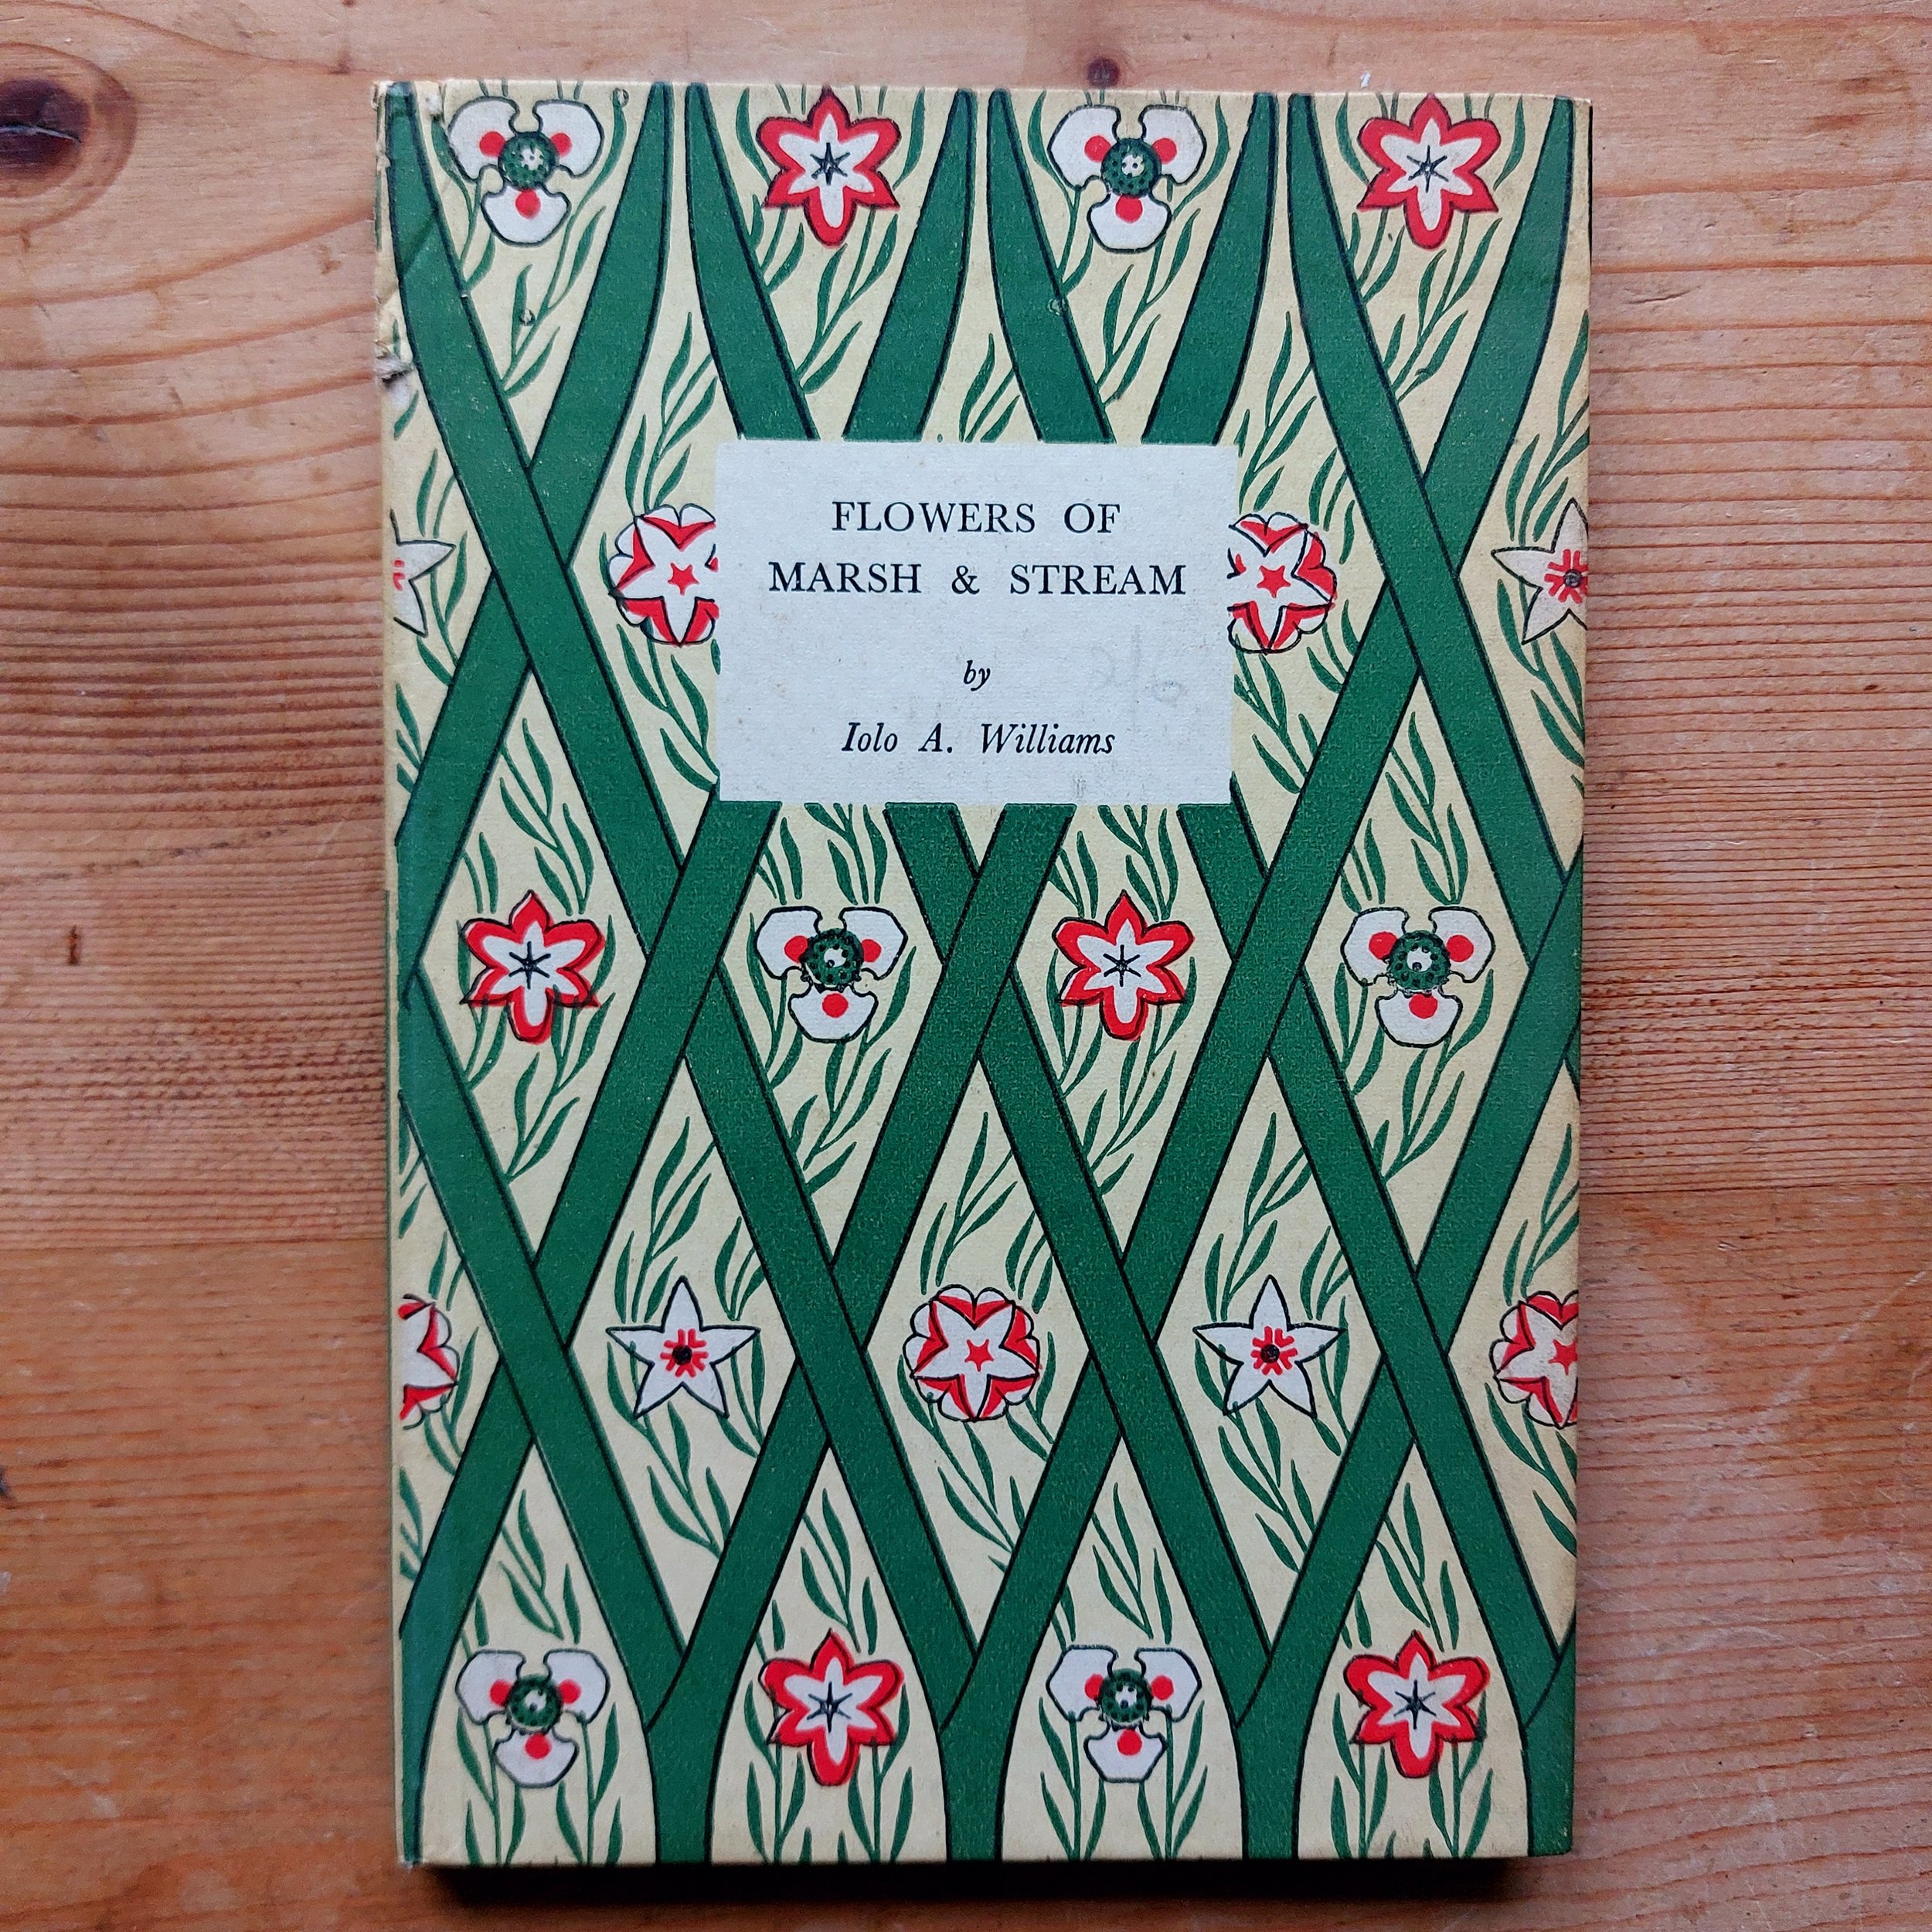 FLOWERS OF
MARSH & STREAM
by
Iolo A. Williams